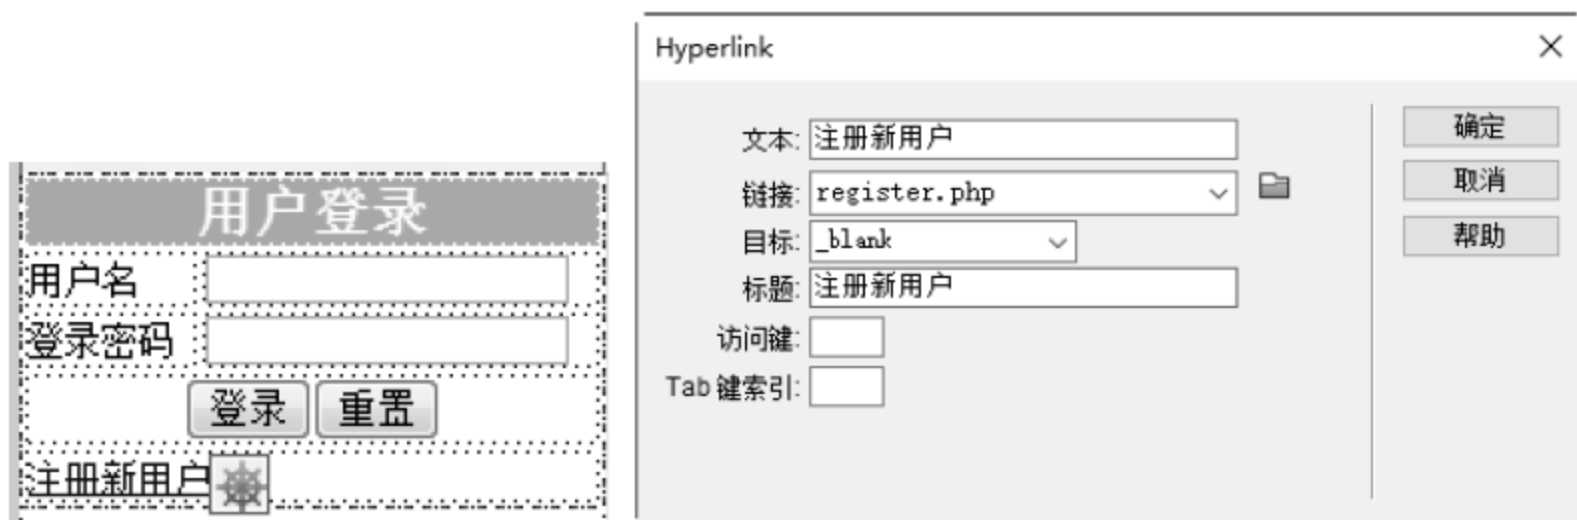 用户登录
用户名
登录密码
登录 重置
注册新用户
Hyperlink
文本: 注册新用户
链接: register.php
目标: _blank
标题: 注册新用户
访问键:
Tab 键索引:
确定
取消
帮助